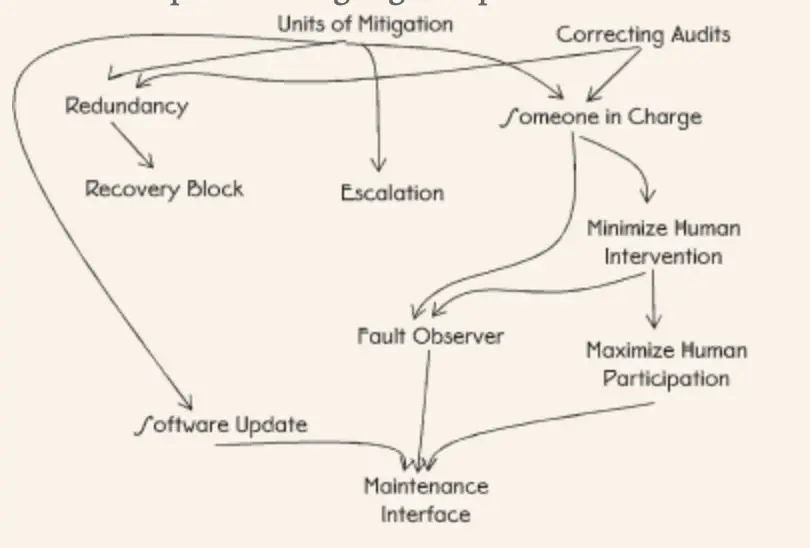 Units of Mitigation
Correcting Audits
Redundancy
Someone in Charge
Recovery Block
Escalation
Minimize Human
Intervention
Fault Observer
Maximize Human
Participation
Software Update
Maintenance
Interface